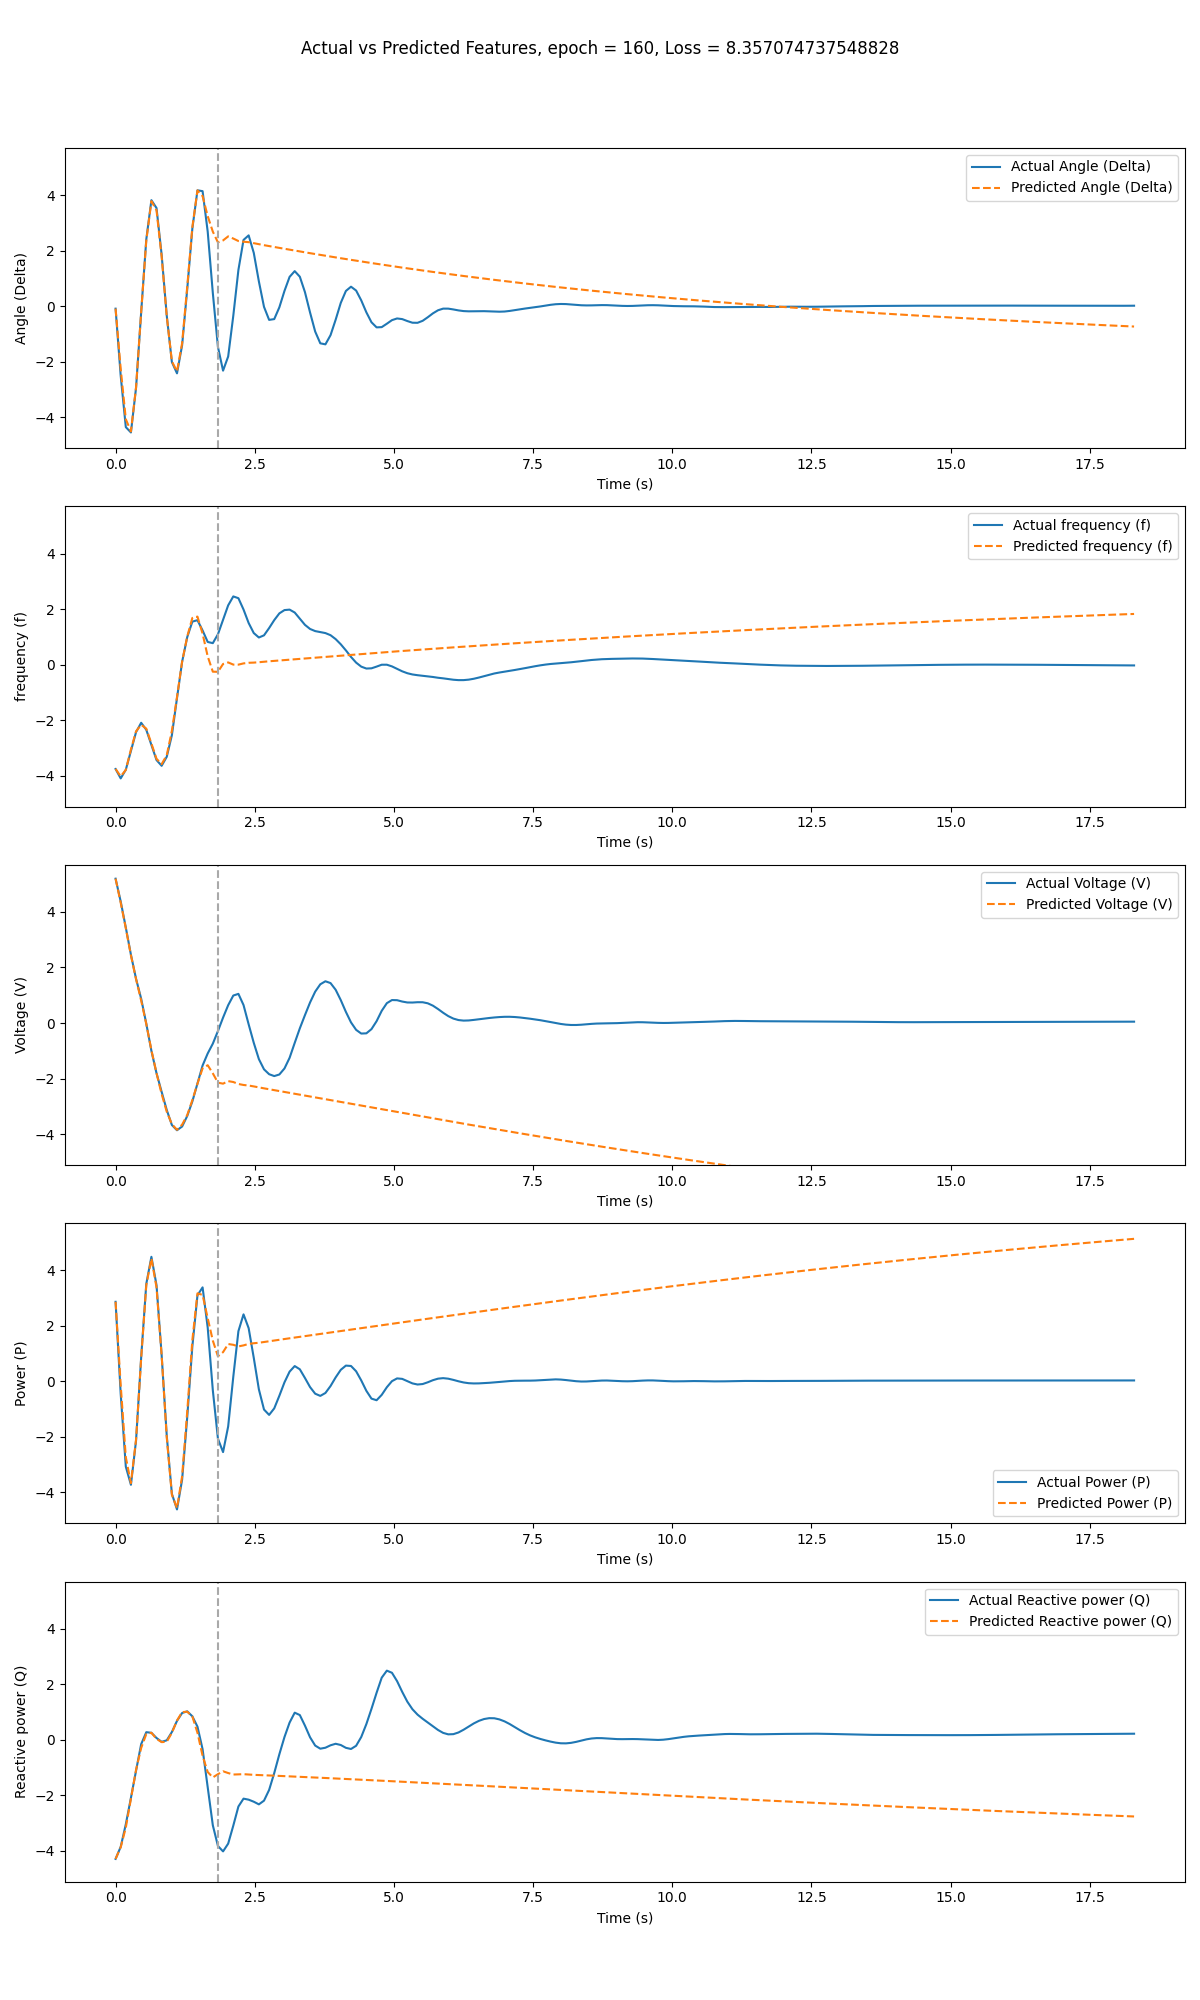 Actual vs Predicted Features, epoch = 160, Loss = 8.357074737548828
Actual Angle (Delta)
Predicted Angle (Delta)
Angle (Delta)
4
2
0
−2
−4
0.0 2.5 5.0 7.5 10.0 12.5 15.0 17.5
Time (s)
Actual frequency (f)
Predicted frequency (f)
frequency (f)
4
2
0
−2
−4
0.0 2.5 5.0 7.5 10.0 12.5 15.0 17.5
Time (s)
Actual Voltage (V)
Predicted Voltage (V)
Voltage (V)
4
2
0
−2
−4
0.0 2.5 5.0 7.5 10.0 12.5 15.0 17.5
Time (s)
Power (P)
4
2
0
−2
−4
Actual Power (P)
Predicted Power (P)
0.0 2.5 5.0 7.5 10.0 12.5 15.0 17.5
Time (s)
Actual Reactive power (Q)
Predicted Reactive power (Q)
Reactive power (Q)
4
2
0
−2
−4
0.0 2.5 5.0 7.5 10.0 12.5 15.0 17.5
Time (s)